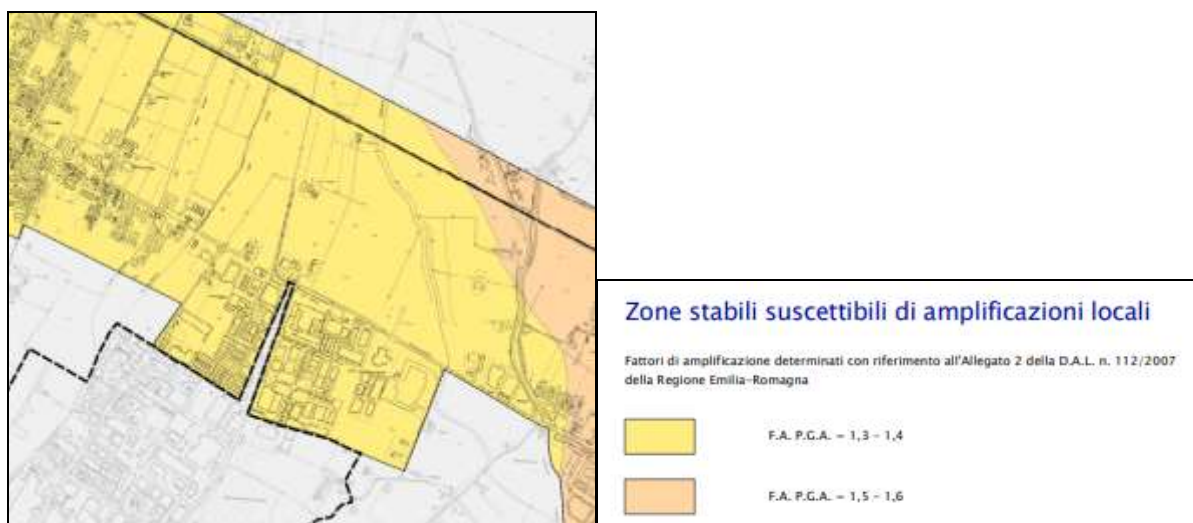 Zone stabili suscettibili di amplificazioni locali
Fattori di amplificazione determinati con riferimento all'Allegato 2 della D.A.L. n. 112/2007
della Regione Emilia-Romagna
F.A. P.G.A. = 1,3 - 1,4
F.A. P.G.A. = 1,5 - 1,6